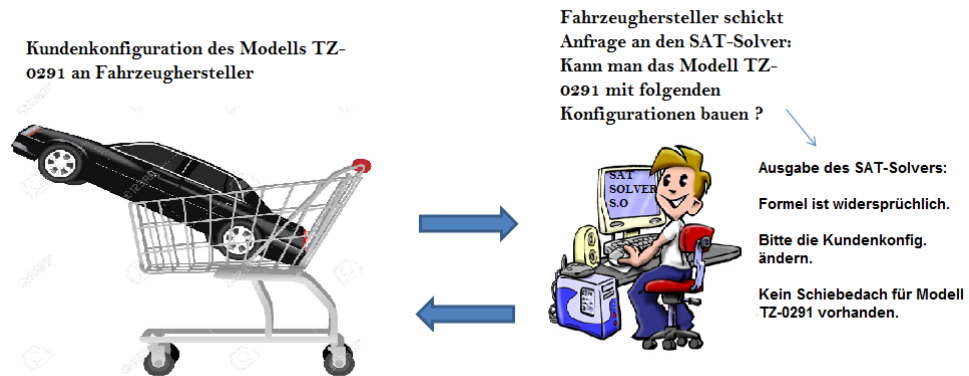 Kundenkonfiguration des Modells TZ-
0291 an Fahrzeughersteller
Fahrzeughersteller schickt
Anfrage an den SAT-Solver:
Kann man das Modell TZ-
0291 mit folgenden
Konfigurationen bauen ?
SAT
SOLVER
S.O
Ausgabe des SAT-Solvers:
Formel ist widersprüchlich.
Bitte die Kundenkonfig.
ändern.
Kein Schiebedach für Modell
TZ-0291 vorhanden.